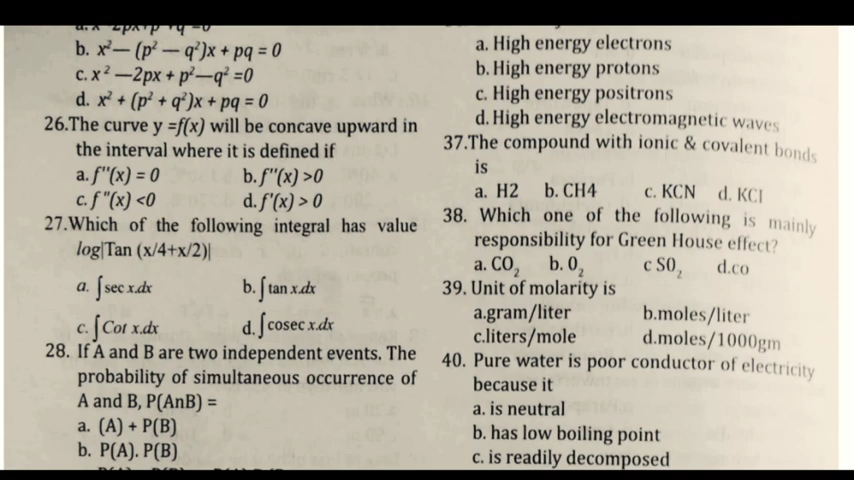 b. x²— (p² — q²)x + pq = 0
c. x² —2px + p²—q² =0
d. x² + (p² + q²)x + pq = 0
26.The curve y =f(x) will be concave upward in
the interval where it is defined if
a. f"(x) = 0 b. f"(x) >0
c. f "(x) <0 d. f'(x) > 0
27.Which of the following integral has value
log|Tan (x/4+x/2)|
a. ∫sec x.dx b. ∫tan x.dx
c. ∫Cot x.dx d. ∫cosec x.dx
28. If A and B are two independent events. The
probability of simultaneous occurrence of
A and B, P(AnB) =
a. (A) + P(B)
b. P(A). P(B)
a. High energy electrons
b. High energy protons
c. High energy positrons
d. High energy electromagnetic waves
37.The compound with ionic & covalent bonds
is
a. H2 b. CH4 c. KCN d. KCl
38. Which one of the following is mainly
responsibility for Green House effect?
a. CO₂ b. 0₂ c S0₂ d.co
39. Unit of molarity is
a.gram/liter b.moles/liter
c.liters/mole d.moles/1000gm
40. Pure water is poor conductor of electricity
because it
a. is neutral
b. has low boiling point
c. is readily decomposed